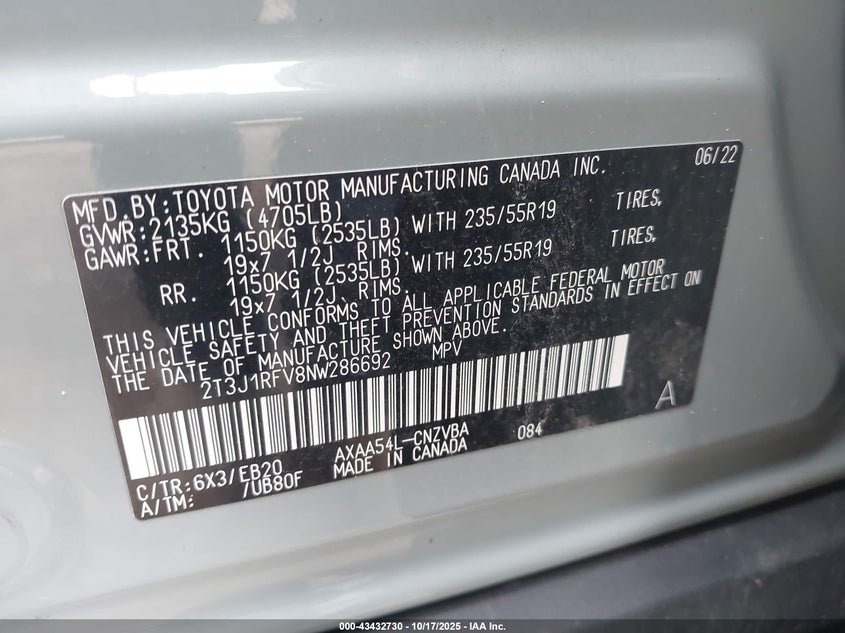 MFD.BY:TOYOTA MOTOR MANUFACTURING CANADA INC. 06/22
GVWR:2135KG (4705LB)
GAWR:FRT. 1150KG (2535LB) WITH 235/55R19 TIRES,
19x7 1/2J RIMS.
RR. 1150KG (2535LB) WITH 235/55R19 TIRES,
19x7 1/2J RIMS.
THIS VEHICLE CONFORMS TO ALL APPLICABLE FEDERAL MOTOR
VEHICLE SAFETY AND THEFT PREVENTION STANDARDS IN EFFECT ON
THE DATE OF MANUFACTURE SHOWN ABOVE.
2T3J1RFV8NW286692 MPV
A
C/TR:6X3/EB20 AXAA54L-CNZVBA 084
A/TM: /UB80F MADE IN CANADA
000-43432730 - 10/17/2025 - IAA Inc.